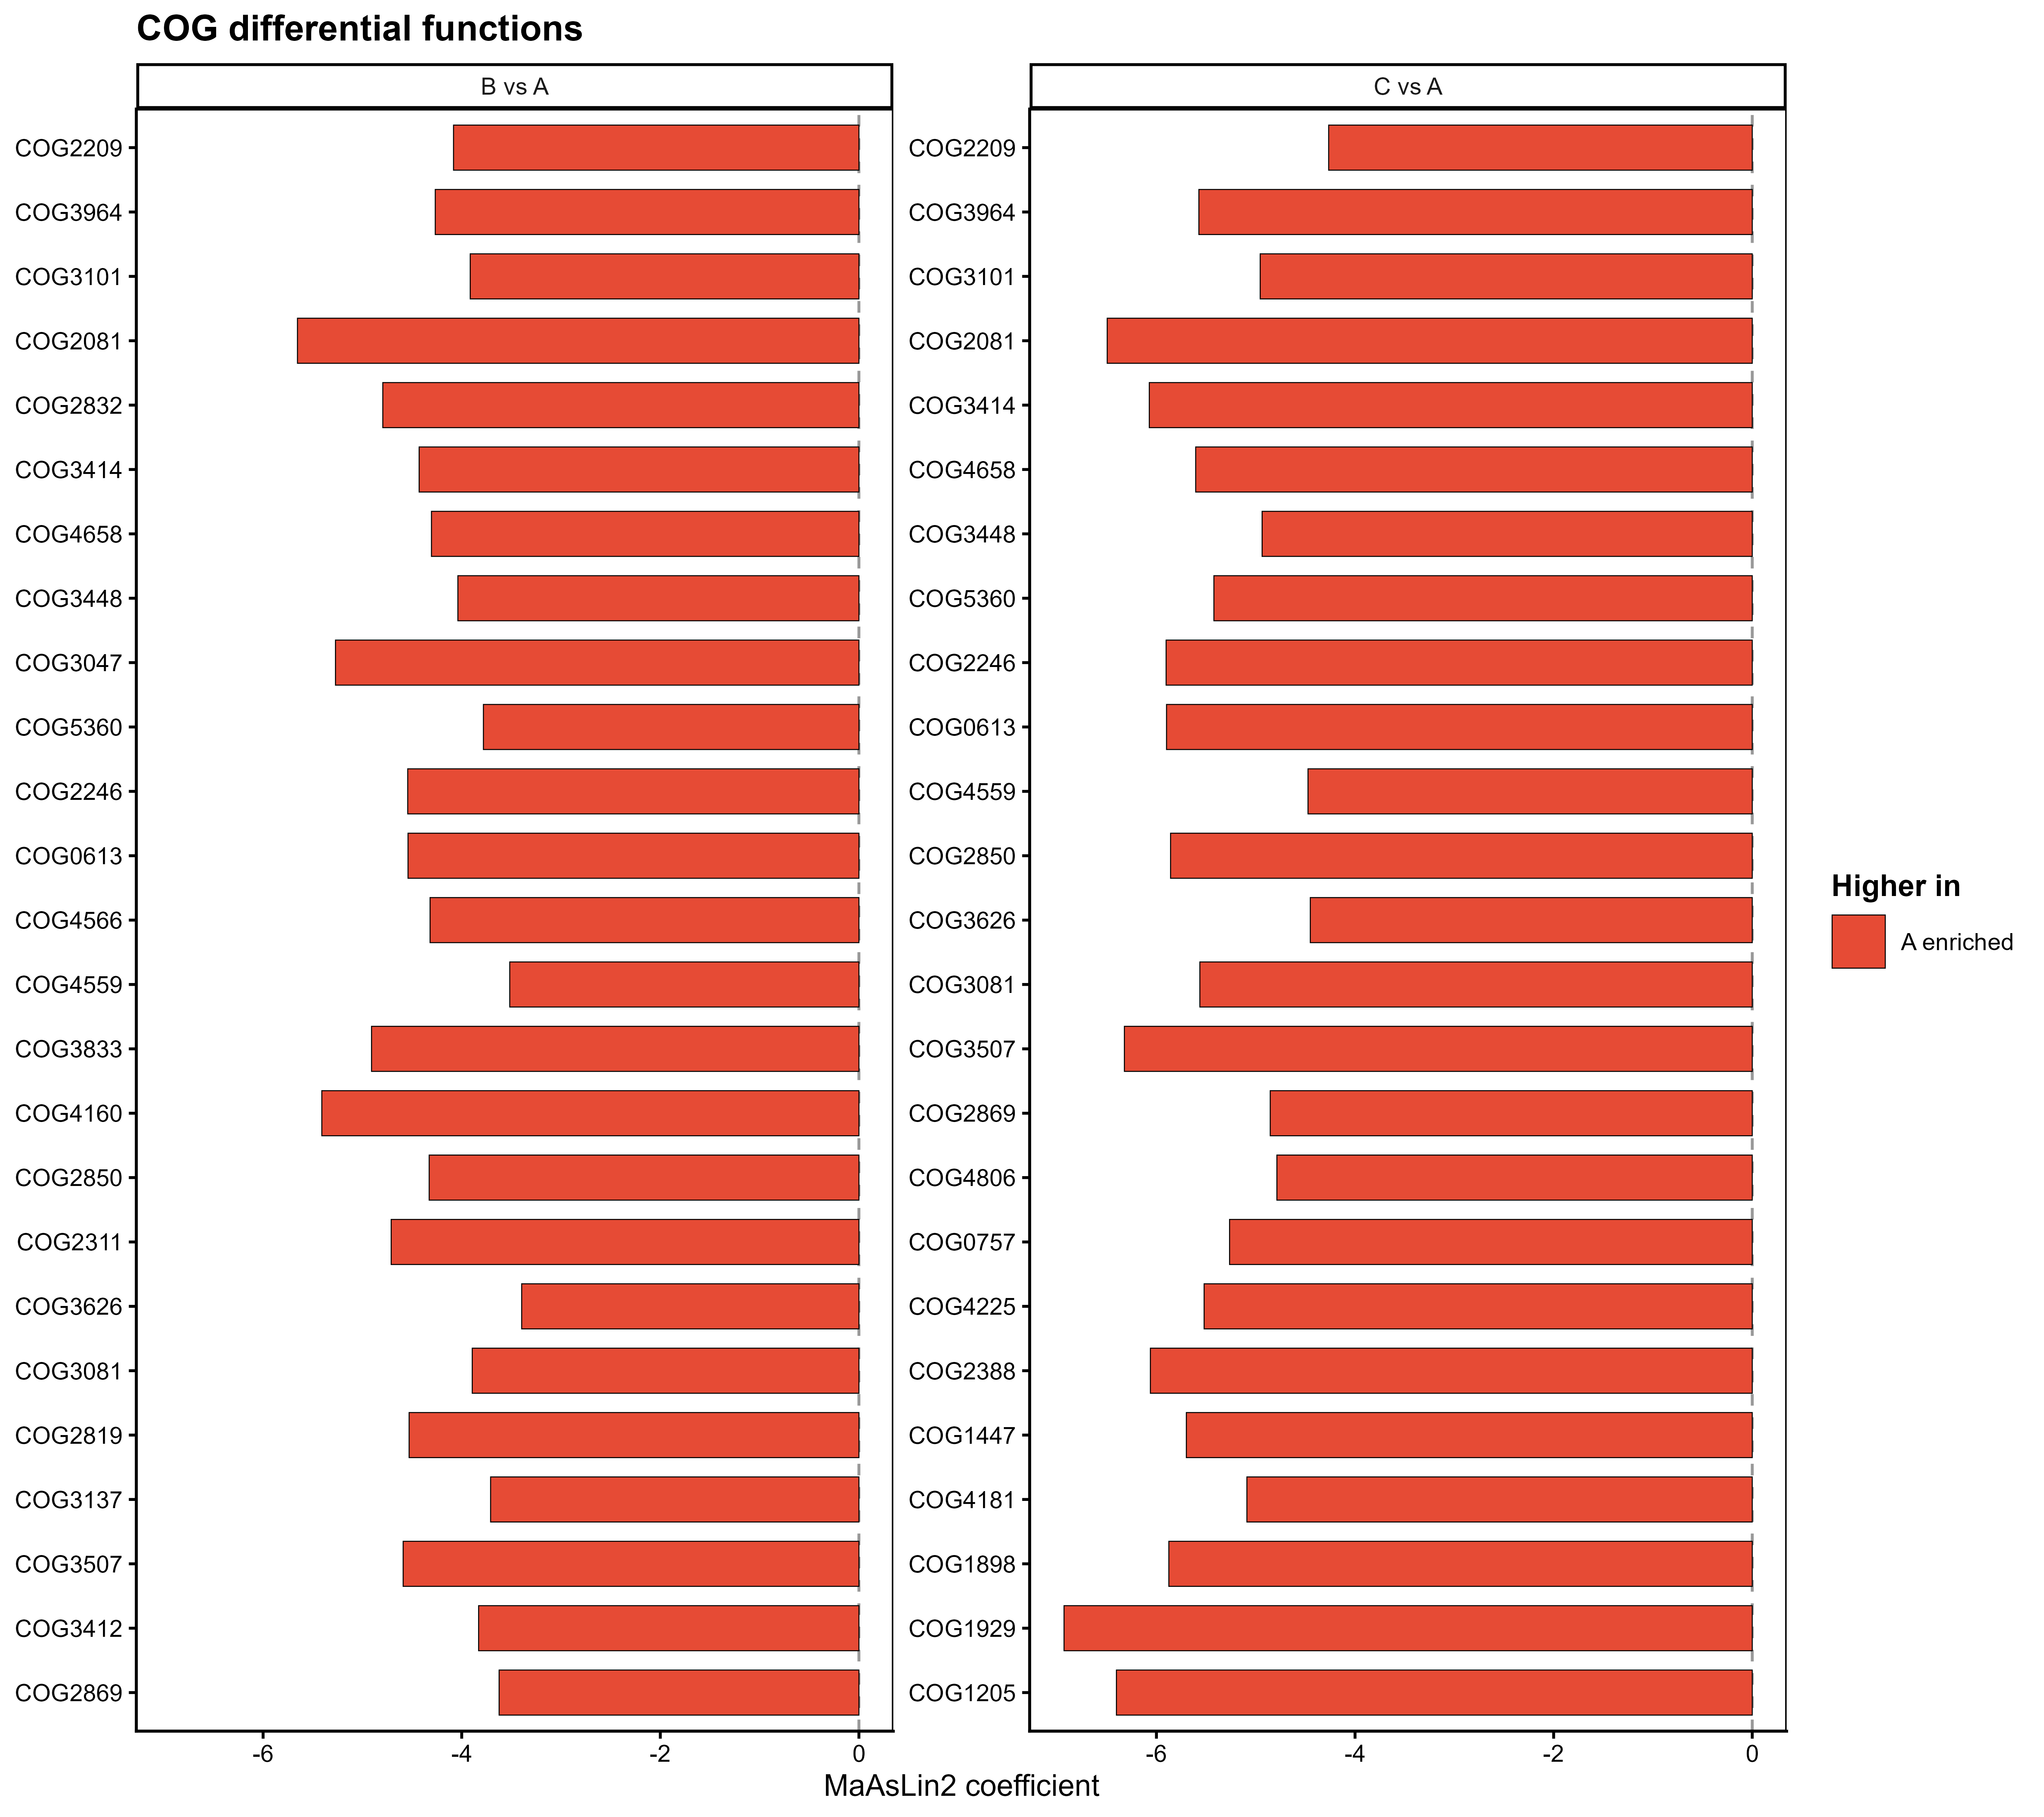 COG differential functions
B vs A
COG2209
COG3964
COG3101
COG2081
COG2832
COG3414
COG4658
COG3448
COG3047
COG5360
COG2246
COG0613
COG4566
COG4559
COG3833
COG4160
COG2850
COG2311
COG3626
COG3081
COG2819
COG3137
COG3507
COG3412
COG2869
-6 -4 -2 0
C vs A
COG2209
COG3964
COG3101
COG2081
COG3414
COG4658
COG3448
COG5360
COG2246
COG0613
COG4559
COG2850
COG3626
COG3081
COG3507
COG2869
COG4806
COG0757
COG4225
COG2388
COG1447
COG4181
COG1898
COG1929
COG1205
-6 -4 -2 0
MaAsLin2 coefficient
Higher in
A enriched